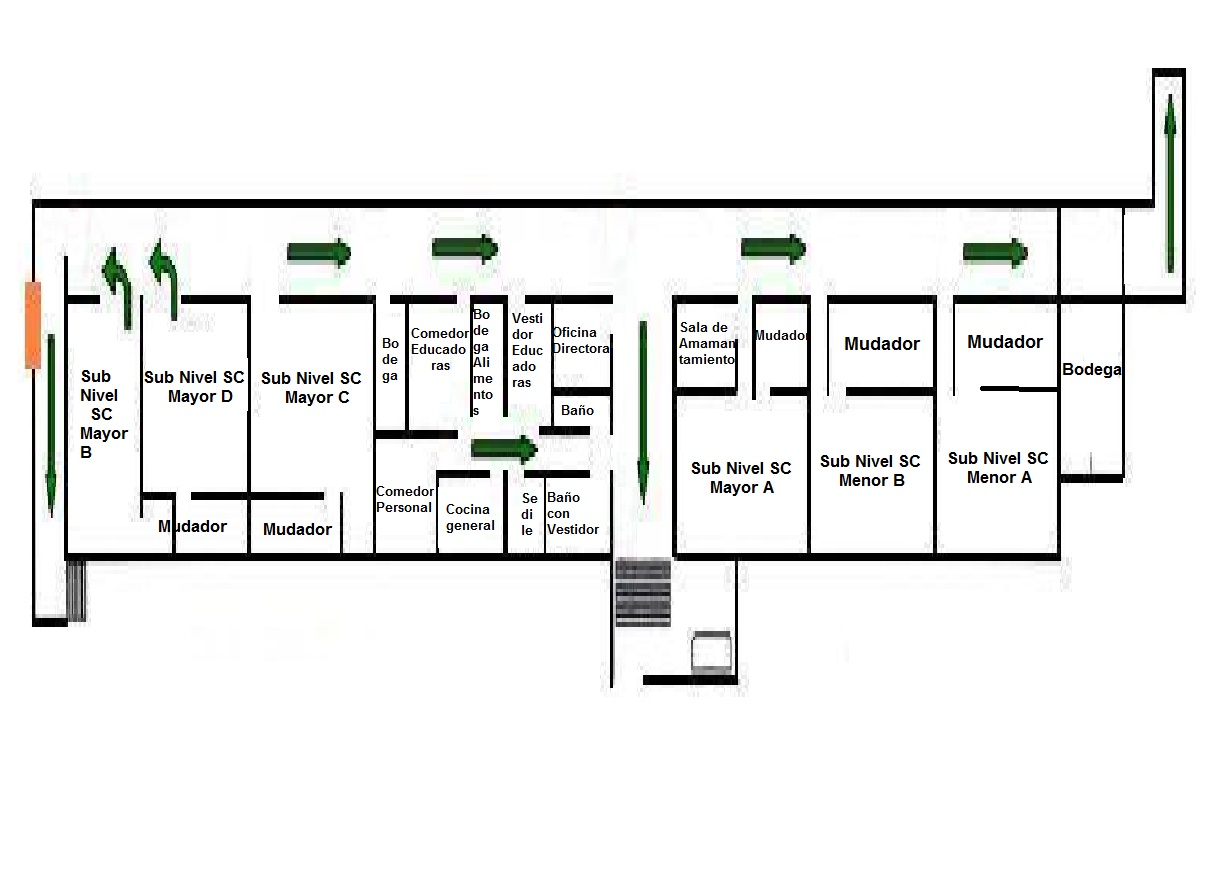 Sub
Nivel
SC
Mayor
B
Sub Nivel SC
Mayor D
Sub Nivel SC
Mayor C
Bo
de
ga
Comedor
Educado
ras
Bo
de
ga
Ali
me
nto
s
Vesti
dor
Educ
ado
ras
Oficina
Directora
Baño
Mudador
Mudador
Comedor
Personal
Cocina
general
Se
di
le
Baño
con
Vestidor
Sala de
Amaman
tamiento
Mudador
Mudador
Mudador
Bodega
Sub Nivel SC
Mayor A
Sub Nivel SC
Menor B
Sub Nivel SC
Menor A